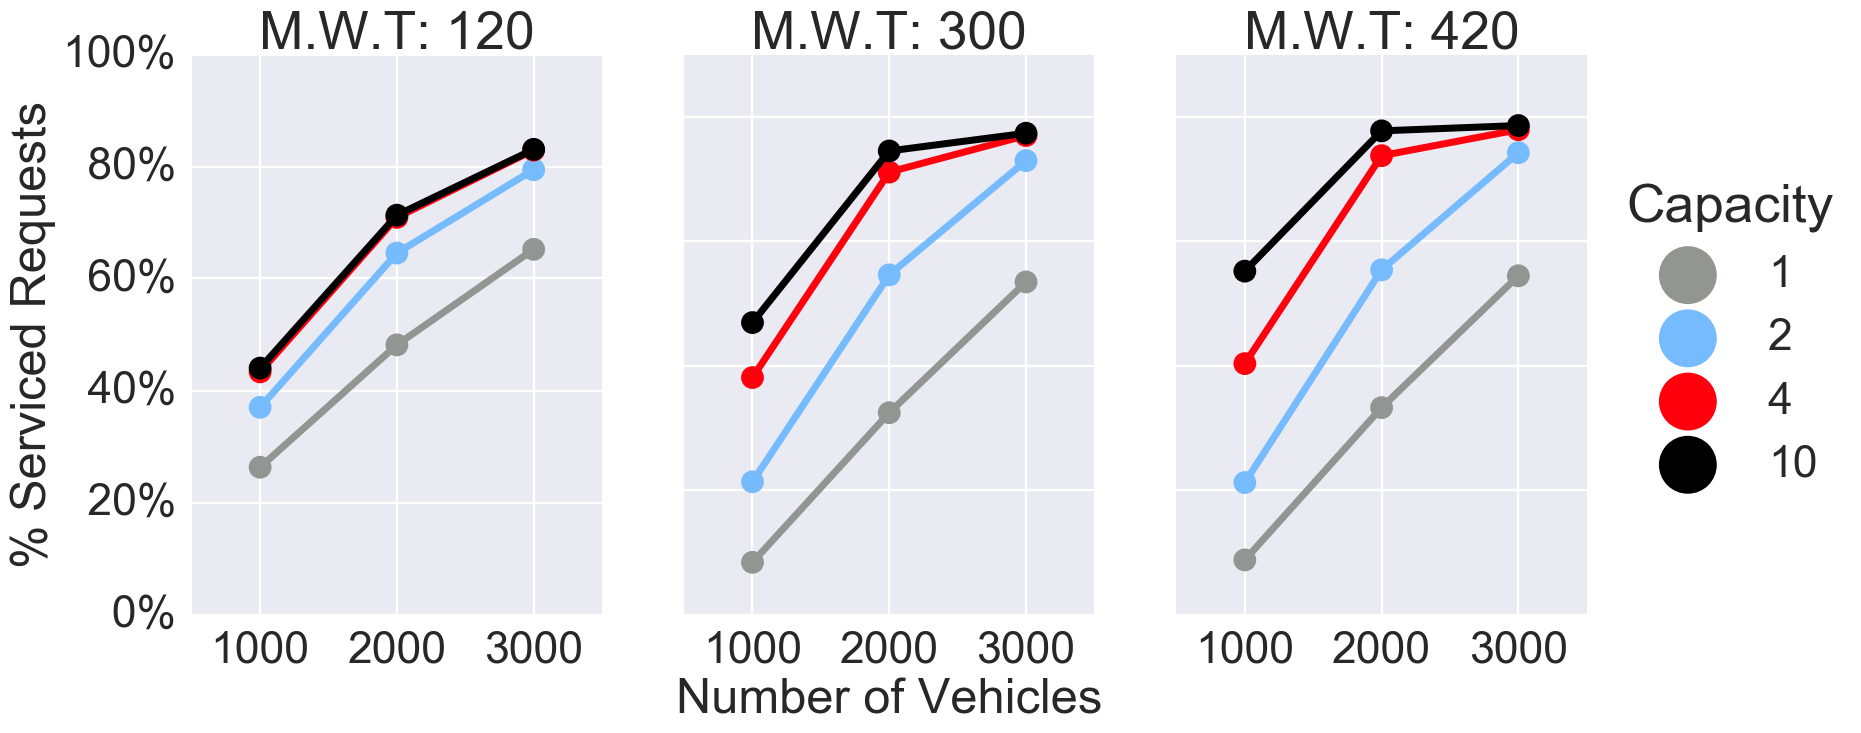 M.W.T: 120
M.W.T: 300
M.W.T: 420
100%
80%
60%
40%
20%
0%
% Serviced Requests
1000 2000 3000
1000 2000 3000
1000 2000 3000
Number of Vehicles
Capacity
1
2
4
10